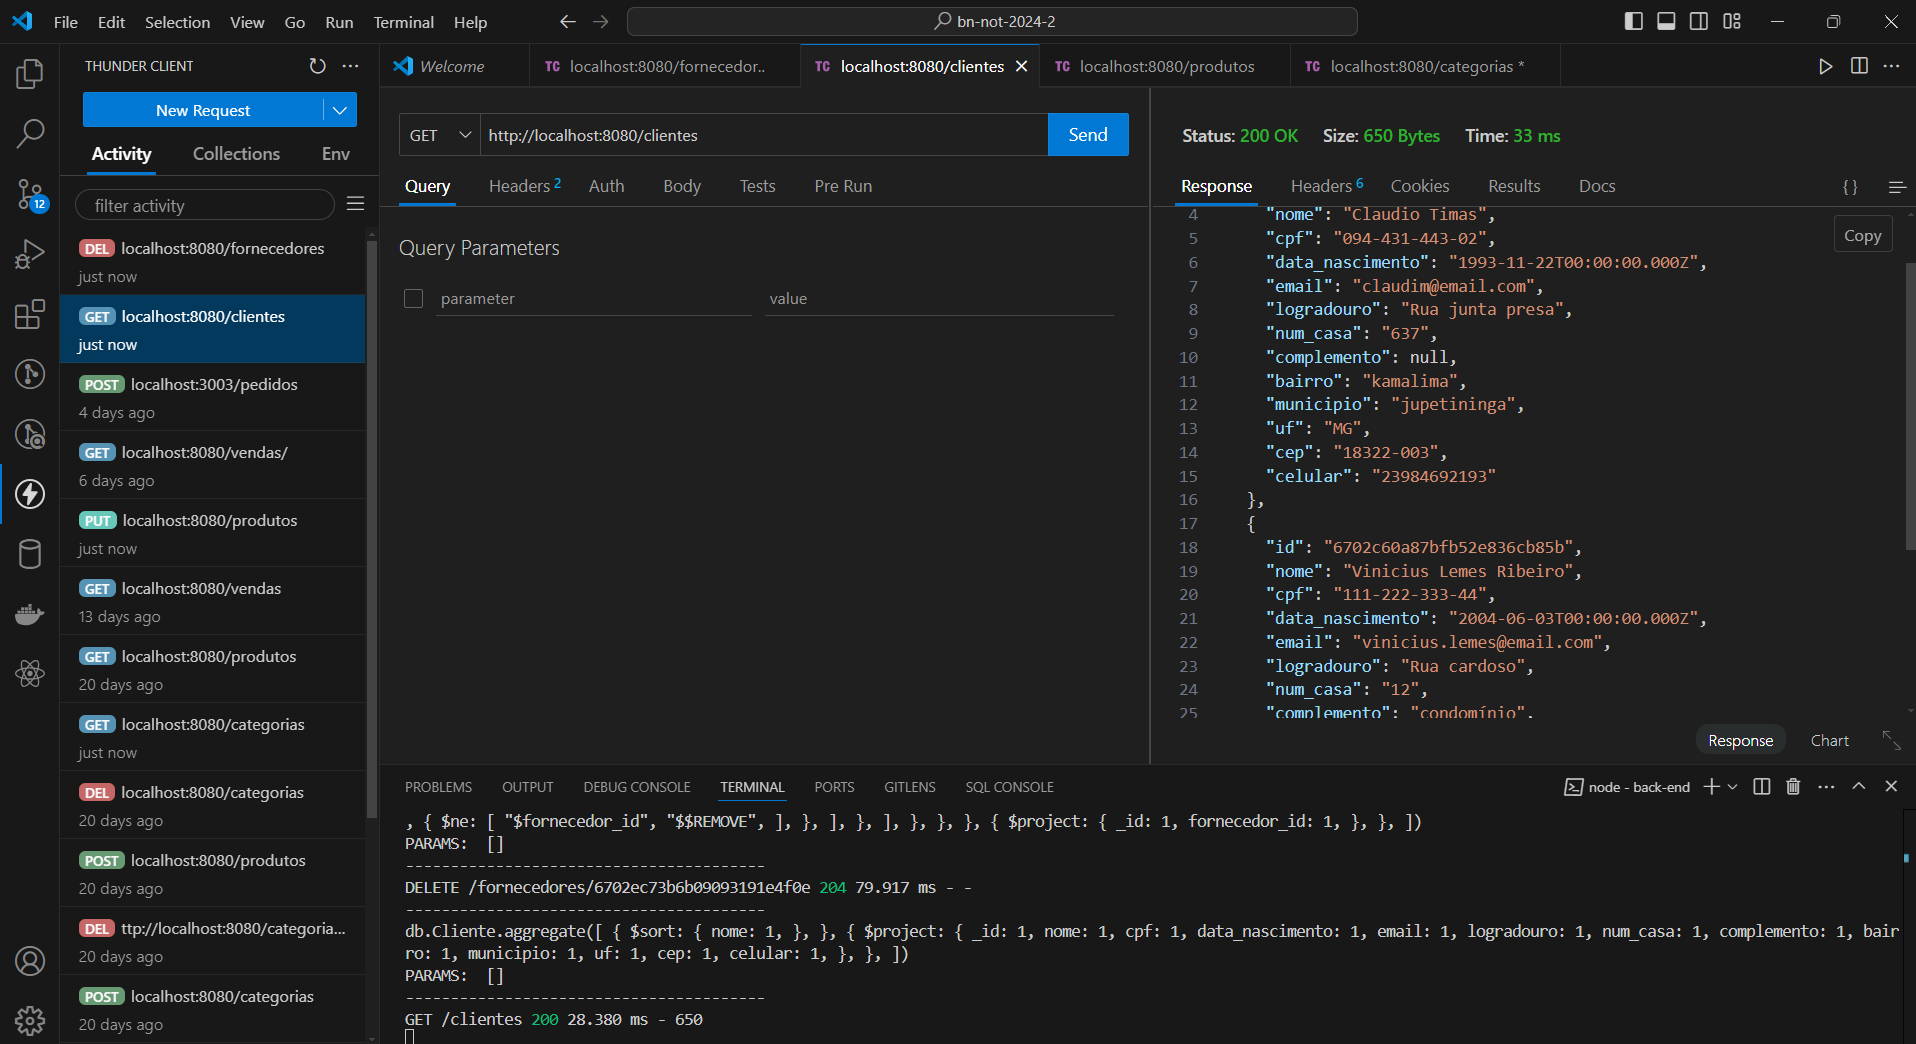 File Edit Selection View Go Run Terminal Help
bn-not-2024-2
THUNDER CLIENT
New Request
Activity Collections Env
filter activity
DEL localhost:8080/fornecedores
just now
GET localhost:8080/clientes
just now
POST localhost:3003/pedidos
4 days ago
GET localhost:8080/vendas/
6 days ago
PUT localhost:8080/produtos
just now
GET localhost:8080/vendas
13 days ago
GET localhost:8080/produtos
20 days ago
GET localhost:8080/categorias
just now
DEL localhost:8080/categorias
20 days ago
POST localhost:8080/produtos
20 days ago
DEL ttp://localhost:8080/categoria...
20 days ago
POST localhost:8080/categorias
20 days ago
12
Welcome
TC localhost:8080/fornecedor..
TC localhost:8080/clientes
TC localhost:8080/produtos
TC localhost:8080/categorias *
GET http://localhost:8080/clientes Send
Query Headers 2 Auth Body Tests Pre Run
Query Parameters
parameter value
Status: 200 OK Size: 650 Bytes Time: 33 ms
Response Headers 6 Cookies Results Docs { }
Copy
4 "nome": "Claudio Timas",
5 "cpf": "094-431-443-02",
6 "data_nascimento": "1993-11-22T00:00:00.000Z",
7 "email": "claudim@email.com",
8 "logradouro": "Rua junta presa",
9 "num_casa": "637",
10 "complemento": null,
11 "bairro": "kamalima",
12 "municipio": "jupetininga",
13 "uf": "MG",
14 "cep": "18322-003",
15 "celular": "23984692193"
16 },
17 {
18 "id": "6702c60a87bfb52e836cb85b",
19 "nome": "Vinicius Lemes Ribeiro",
20 "cpf": "111-222-333-44",
21 "data_nascimento": "2004-06-03T00:00:00.000Z",
22 "email": "vinicius.lemes@email.com",
23 "logradouro": "Rua cardoso",
24 "num_casa": "12",
25 "complemento": "condomínio",
Response Chart
PROBLEMS OUTPUT DEBUG CONSOLE TERMINAL PORTS GITLENS SQL CONSOLE
node - back-end
, { $ne: [ "$fornecedor_id", "$$REMOVE", ], }, ], }, ], }, }, }, { $project: { _id: 1, fornecedor_id: 1, }, }, ])
PARAMS: []
----------------------------------------
DELETE /fornecedores/6702ec73b6b09093191e4f0e 204 79.917 ms - -
----------------------------------------
db.Cliente.aggregate([ { $sort: { nome: 1, }, }, { $project: { _id: 1, nome: 1, cpf: 1, data_nascimento: 1, email: 1, logradouro: 1, num_casa: 1, complemento: 1, bair
ro: 1, municipio: 1, uf: 1, cep: 1, celular: 1, }, }, ])
PARAMS: []
----------------------------------------
GET /clientes 200 28.380 ms - 650